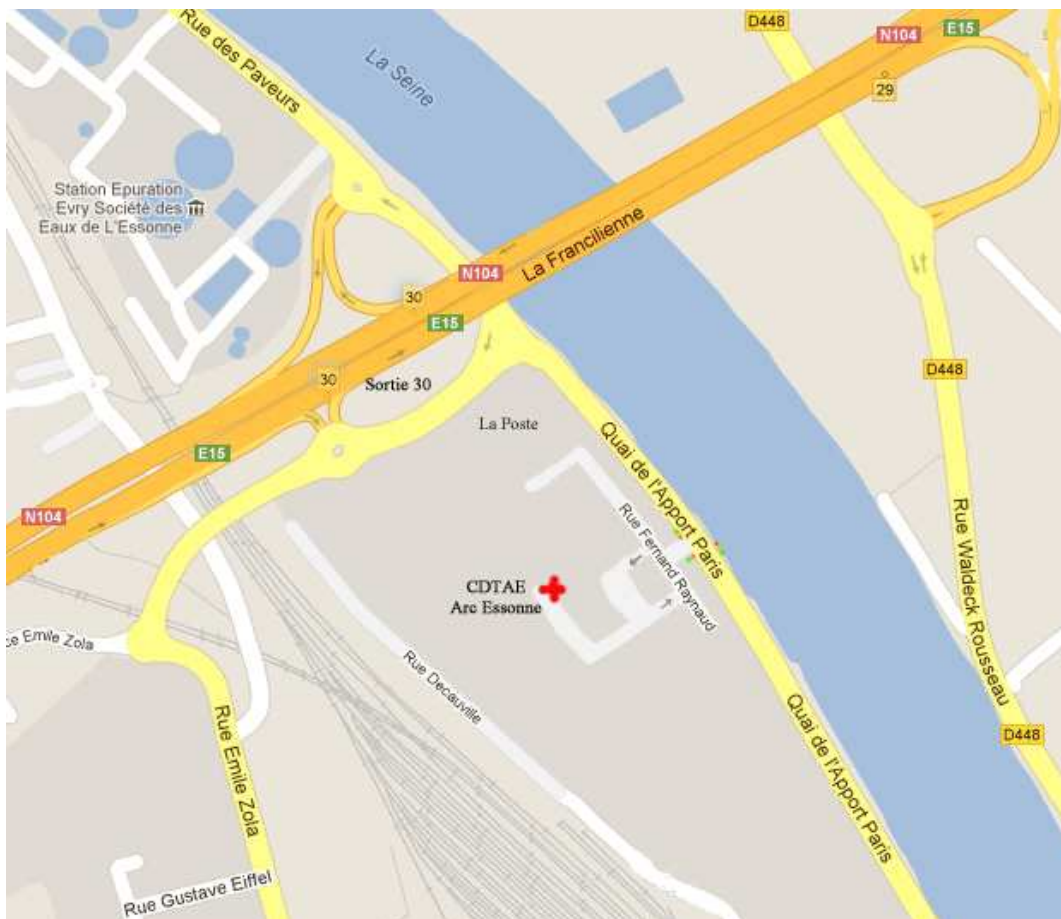 D448
E15
N104
Rue des Paveurs
La Seine
29
Station Epuration
Evry Société des
Eaux de L'Essonne
La Francilienne
N104
30
E15
D448
30
Sortie 30
La Poste
E15
Quai de l'Apport Paris
N104
Rue Fernand Raynaud
Rue Waldeck Rousseau
CDTAE
Arc Essonne
ce Emile Zola
Rue Decauville
Rue Emile Zola
Quai de l'Apport Paris
D448
Rue Gustave Eiffel